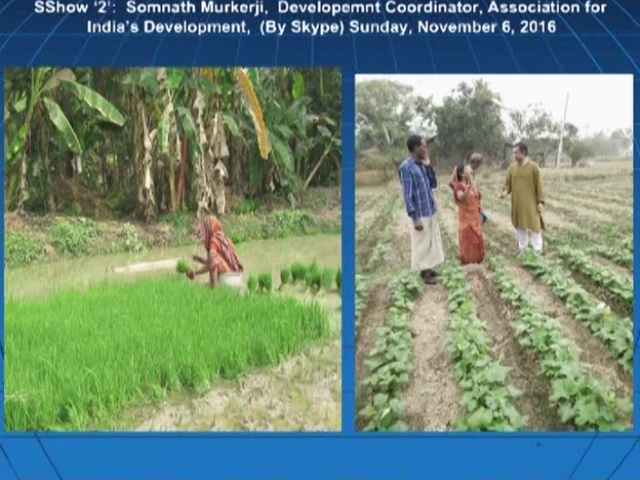 SShow ‘2’:  Somnath Murkerji,  Developemnt Coordinator, Association for
India’s Development,  (By Skype) Sunday, November 6, 2016